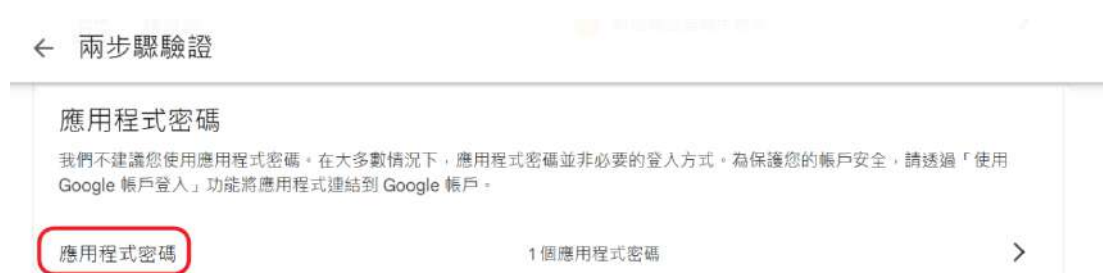 兩步驟驗證
應用程式密碼
我們不建議您使用應用程式密碼。在大多數情況下，應用程式密碼並非必要的登入方式。為保護您的帳戶安全，請透過「使用
Google 帳戶登入」功能將應用程式連結到 Google 帳戶。
應用程式密碼 1 個應用程式密碼